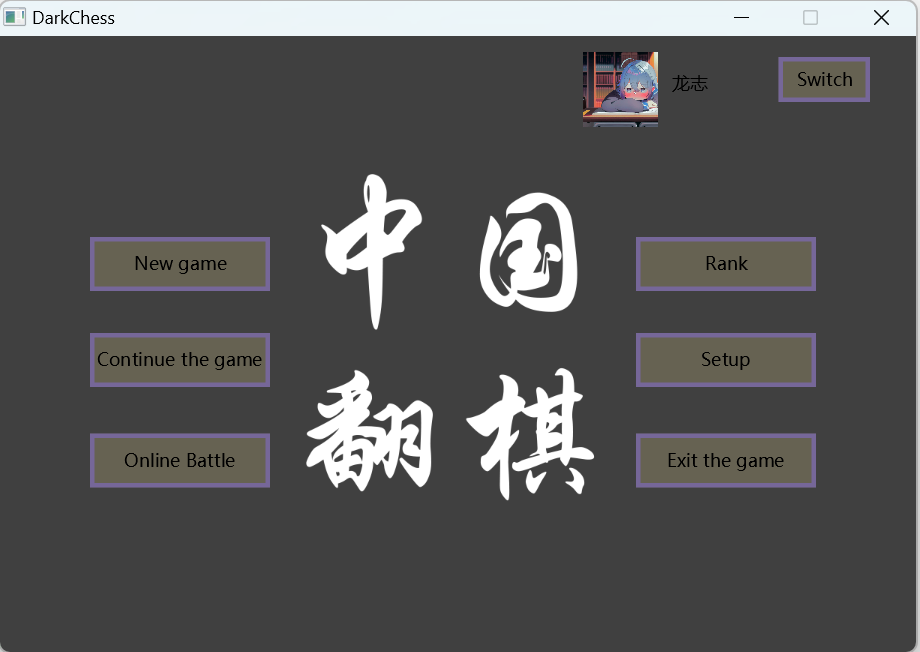 DarkChess
龙志
Switch
中国
翻棋
New game
Continue the game
Online Battle
Rank
Setup
Exit the game